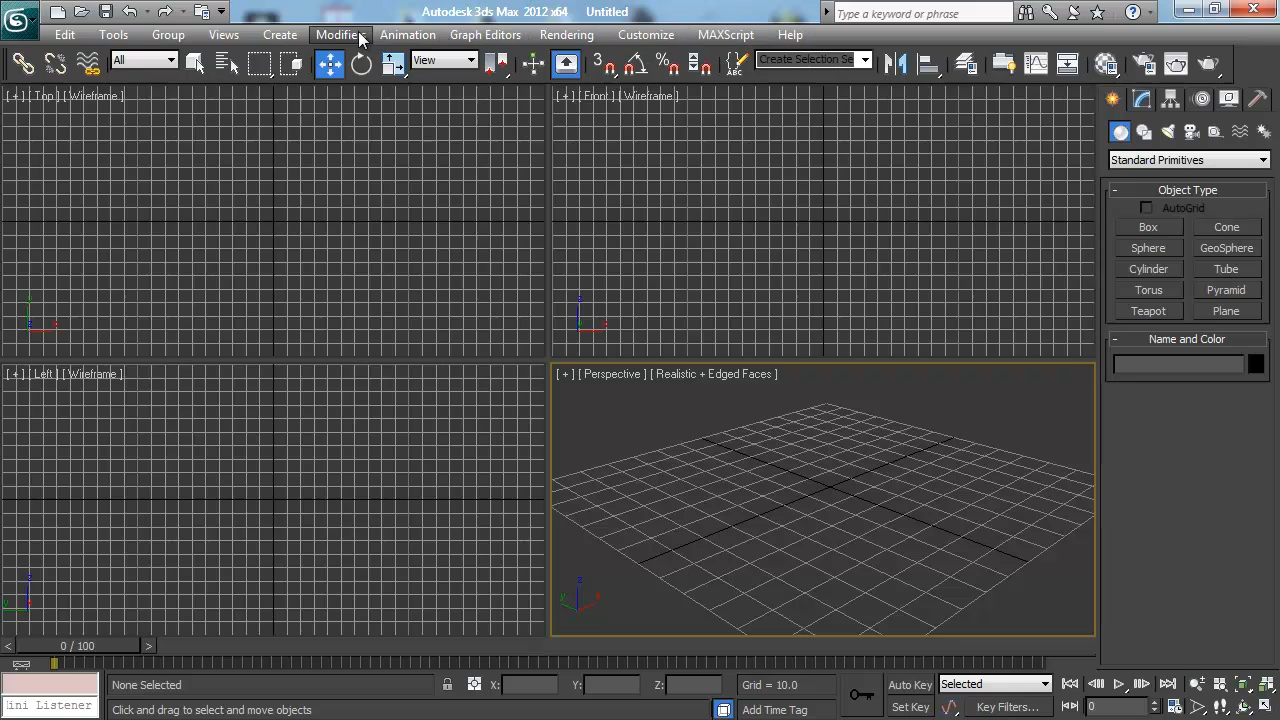 Autodesk 3ds Max 2012 x64 Untitled
Type a keyword or phrase
Edit Tools Group Views Create Modifie Animation Graph Editors Rendering Customize MAXScript Help
All View 3 Create Selection Se
[ + ] [ Top ] [ Wireframe ] [ + ] [ Front ] [ Wireframe ]
Standard Primitives
- Object Type
AutoGrid
Box Cone
Sphere GeoSphere
Cylinder Tube
Torus Pyramid
Teapot Plane
- Name and Color
[ + ] [ Left ] [ Wireframe ] [ + ] [ Perspective ] [ Realistic + Edged Faces ]
< 0 / 100 >
None Selected X: Y: Z: Grid = 10.0 Auto Key Selected
ini Listener Click and drag to select and move objects Add Time Tag Set Key Key Filters... 0